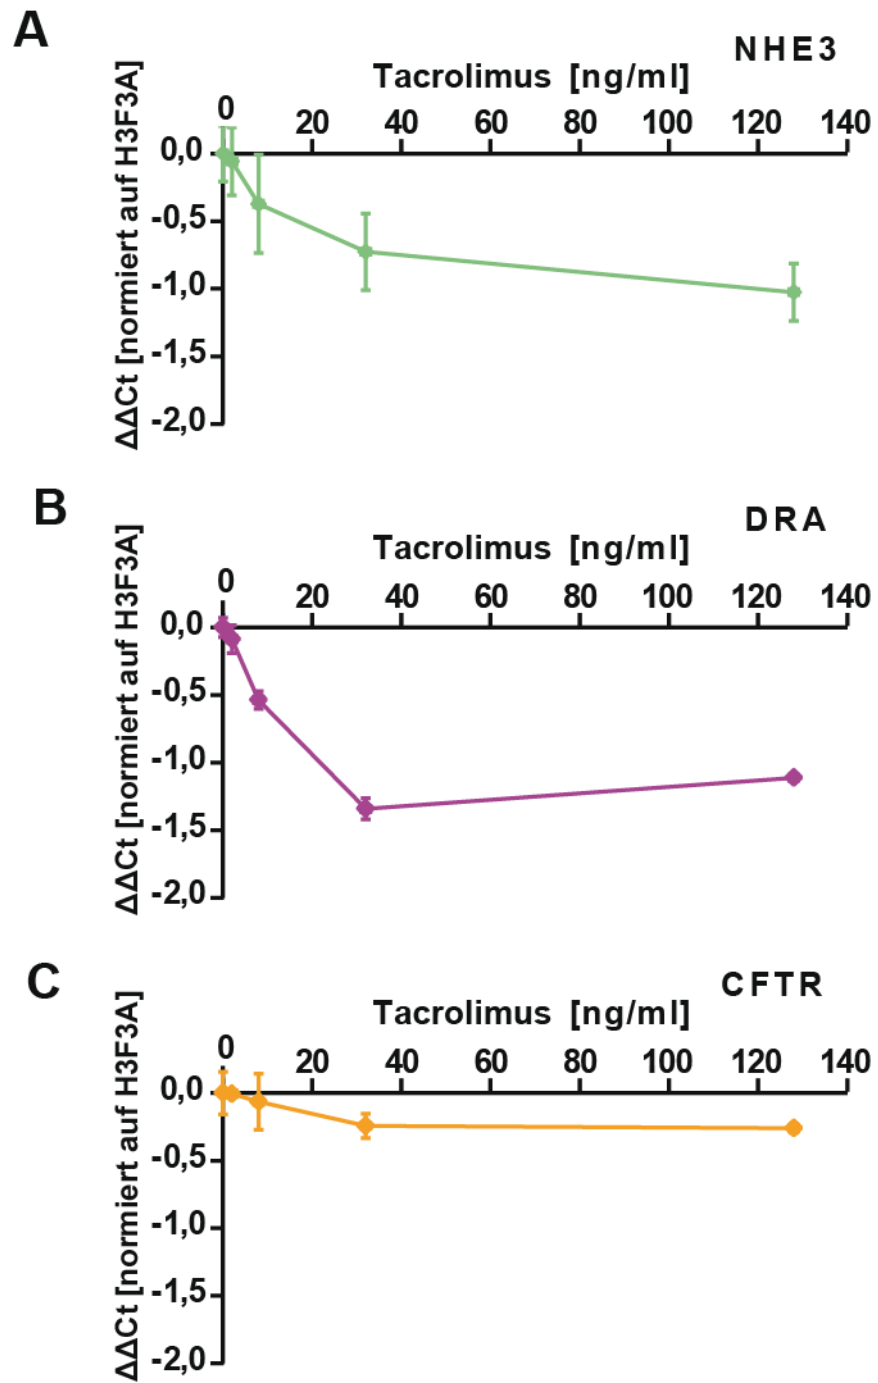 A
NHE3
Tacrolimus [ng/ml]
0 20 40 60 80 100 120 140
ΔΔCt [normiert auf H3F3A]
0,0
-0,5
-1,0
-1,5
-2,0
B
DRA
Tacrolimus [ng/ml]
0 20 40 60 80 100 120 140
ΔΔCt [normiert auf H3F3A]
0,0
-0,5
-1,0
-1,5
-2,0
C
CFTR
Tacrolimus [ng/ml]
0 20 40 60 80 100 120 140
ΔΔCt [normiert auf H3F3A]
0,0
-0,5
-1,0
-1,5
-2,0